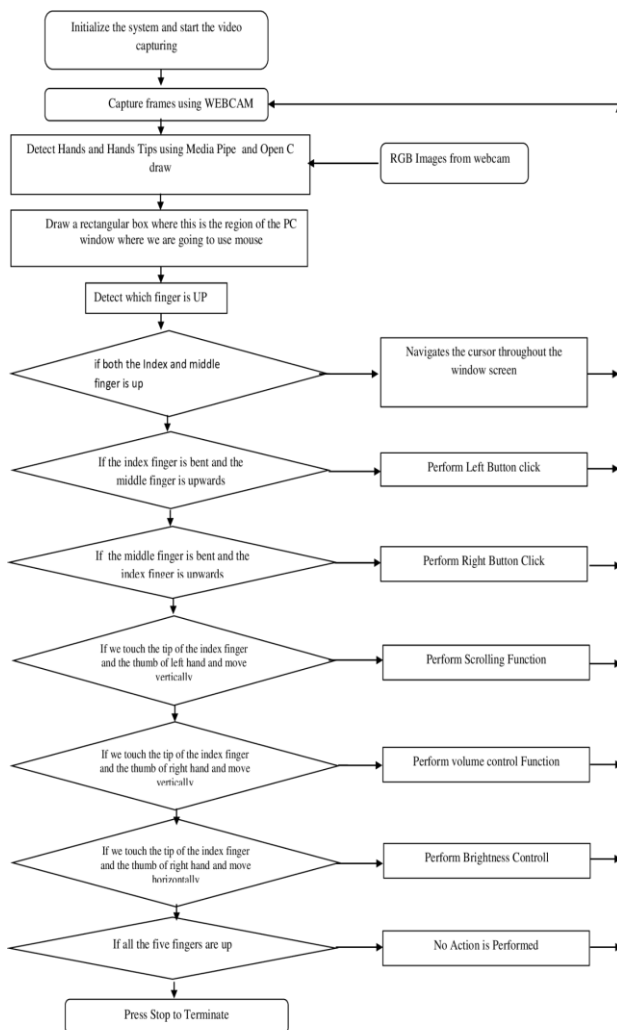 Initialize the system and start the video
capturing
Capture frames using WEBCAM
Detect Hands and Hands Tips using Media Pipe and Open C
draw
RGB Images from webcam
Draw a rectangular box where this is the region of the PC
window where we are going to use mouse
Detect which finger is UP
if both the Index and middle
finger is up
Navigates the cursor throughout the
window screen
If the index finger is bent and the
middle finger is upwards
Perform Left Button click
If the middle finger is bent and the
index finger is upwards
Perform Right Button Click
If we touch the tip of the index finger
and the thumb of left hand and move
vertically
Perform Scrolling Function
If we touch the tip of the index finger
and the thumb of right hand and move
vertically
Perform volume control Function
If we touch the tip of the index finger
and the thumb of right hand and move
horizontally
Perform Brightness Controll
If all the five fingers are up
No Action is Performed
Press Stop to Terminate